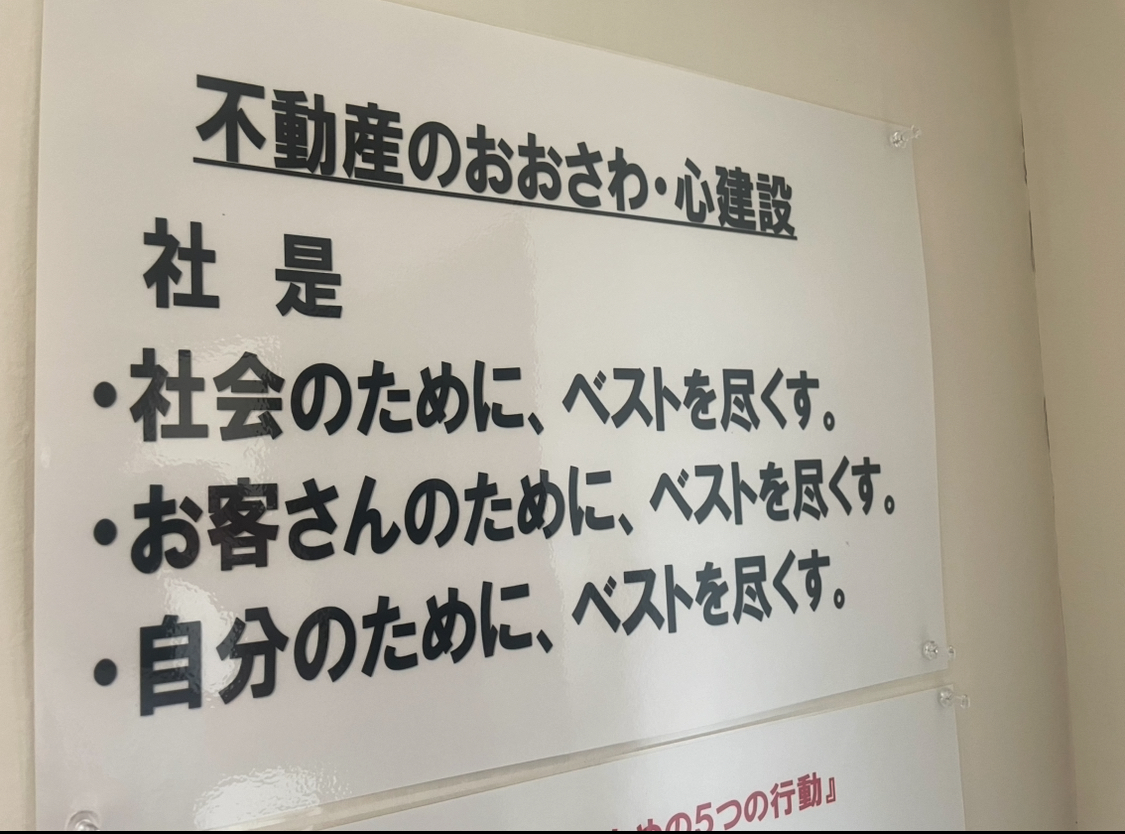 不動産のおおさわ・心建設
社 是
・社会のために、ベストを尽くす。
・お客さんのために、ベストを尽くす。
・自分のために、ベストを尽くす。
めの5つの行動』